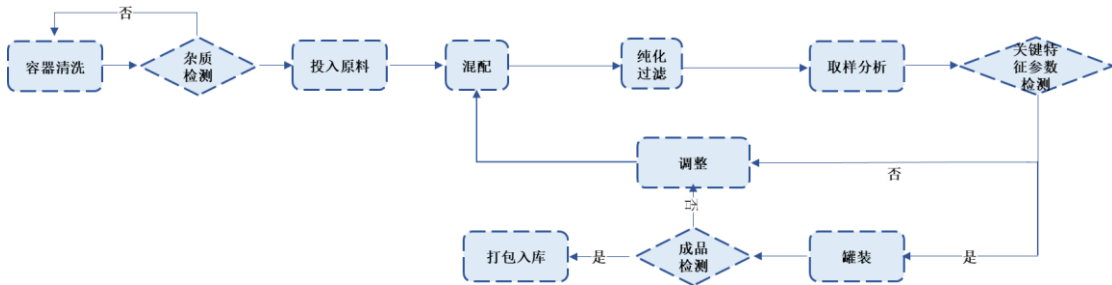 否
容器清洗
杂质
检测
投入原料
混配
纯化
过滤
取样分析
关键特
征参数
检测
调整
否
否
打包入库
是
成品
检测
罐装
是